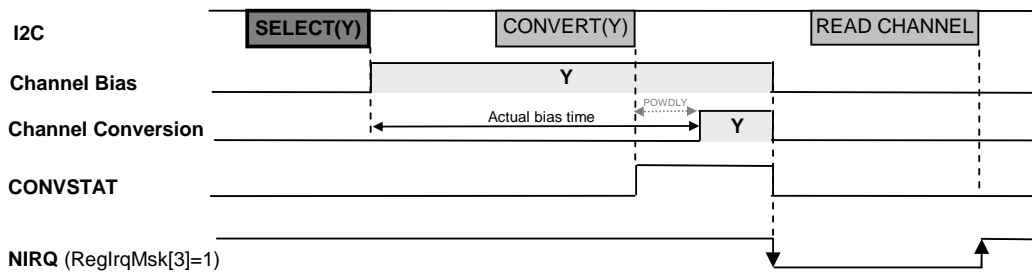 I2C SELECT(Y) CONVERT(Y) READ CHANNEL
Channel Bias Y
POWDLY
Channel Conversion Actual bias time Y
CONVSTAT
NIRQ (RegIrqMsk[3]=1)